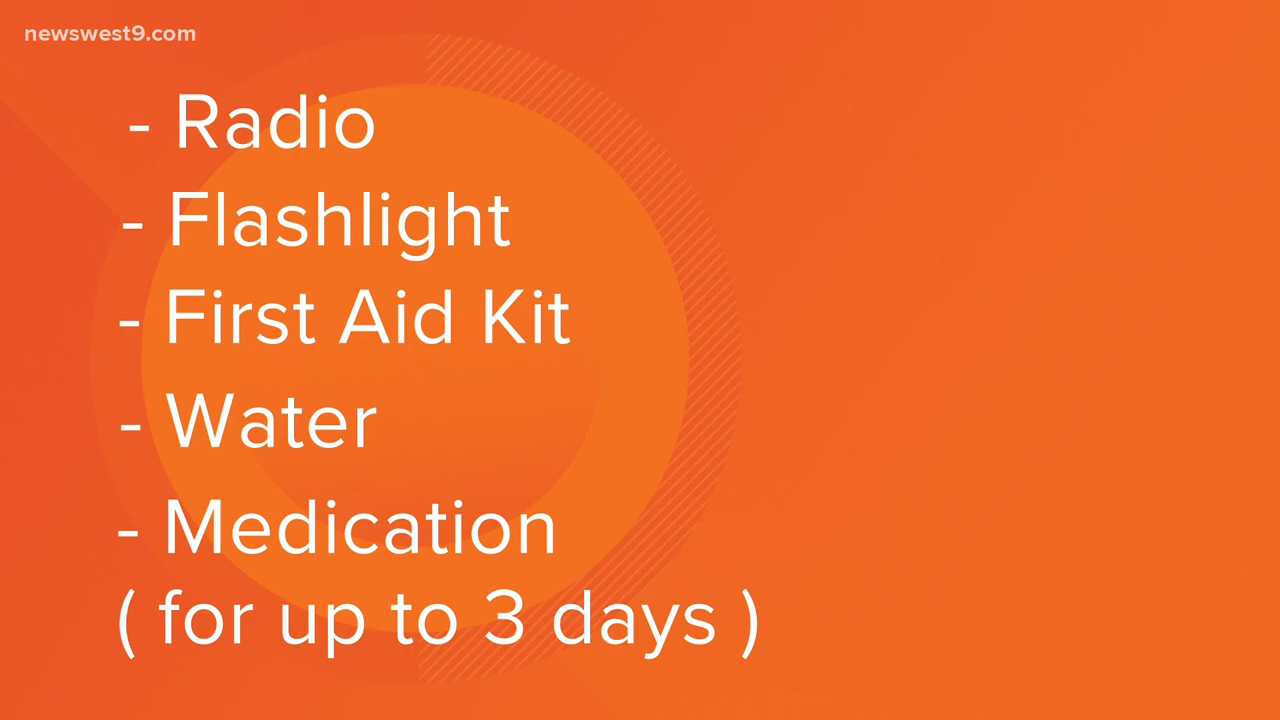 newswest9.com
- Radio
- Flashlight
- First Aid Kit
- Water
- Medication
( for up to 3 days )